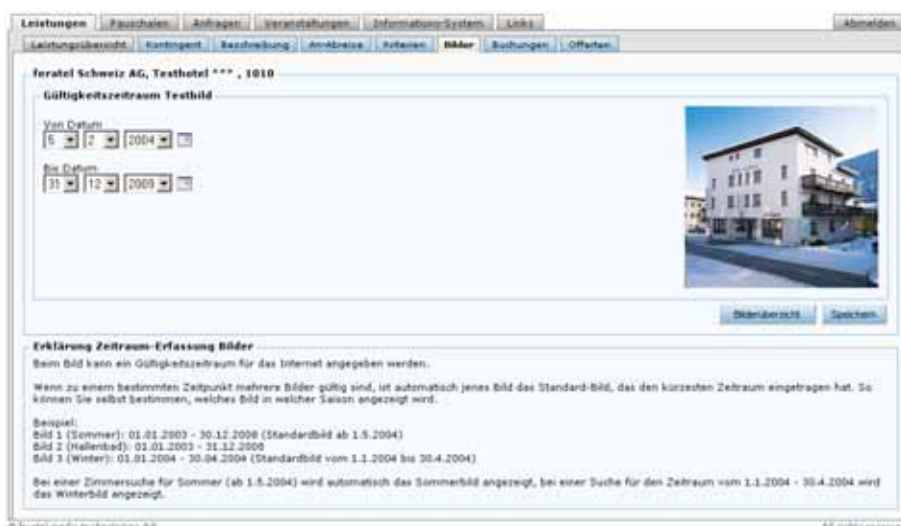 Leistungen Pauschalen Anfragen Veranstaltungen Informations-System Links Abmelden
Leistungsübersicht Kontingent Beschreibung An-Abreise Kriterien Bilder Buchungen Offerten
feratel Schweiz AG, Testhotel *** , 1010
Gültigkeitszeitraum Testbild
Von Datum
5 2 2004
Bis Datum
31 12 2009
Bilderübersicht Speichern
Erklärung Zeitraum-Erfassung Bilder
Beim Bild kann ein Gültigkeitszeitraum für das Internet angegeben werden.
Wenn zu einem bestimmten Zeitpunkt mehrere Bilder gültig sind, ist automatisch jenes Bild das Standard-Bild, das den kürzesten Zeitraum eingetragen hat. So
können Sie selbst bestimmen, welches Bild in welcher Saison angezeigt wird.
Beispiel:
Bild 1 (Sommer): 01.01.2003 - 30.12.2008 (Standardbild ab 1.5.2004)
Bild 2 (Hallenbad): 01.01.2003 - 31.12.2008
Bild 3 (Winter): 01.01.2004 - 30.04.2004 (Standardbild vom 1.1.2004 bis 30.4.2004)
Bei einer Zimmersuche für Sommer (ab 1.5.2004) wird automatisch das Sommerbild angezeigt, bei einer Suche für den Zeitraum vom 1.1.2004 - 30.4.2004 wird
das Winterbild angezeigt.